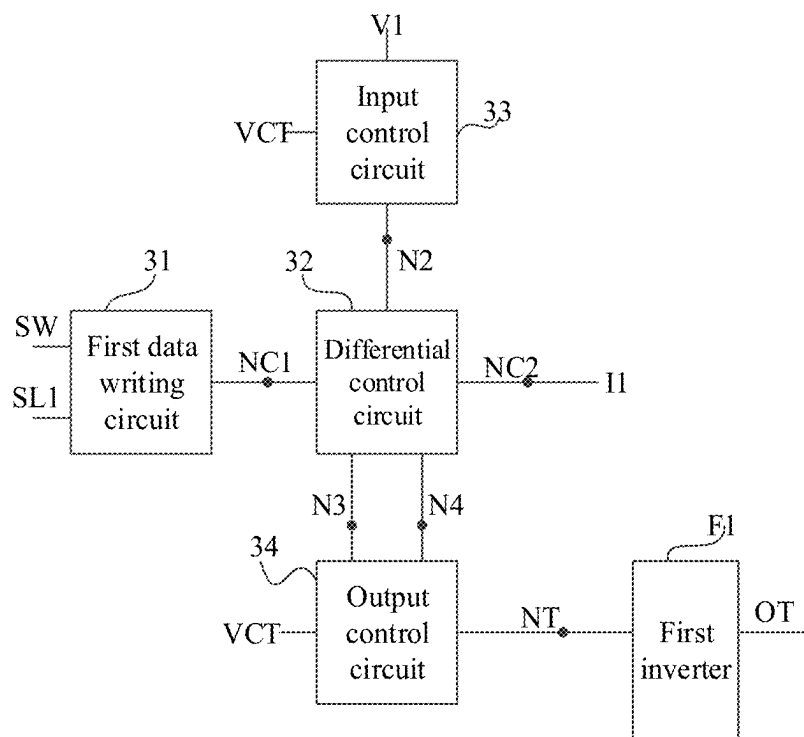 V1
Input
control
circuit
VCT
33
N2
31
32
SW
SL1
First data
writing
circuit
NC1
Differential
control
circuit
NC2
I1
N3
N4
34
VCT
Output
control
circuit
NT
F1
First
inverter
OT